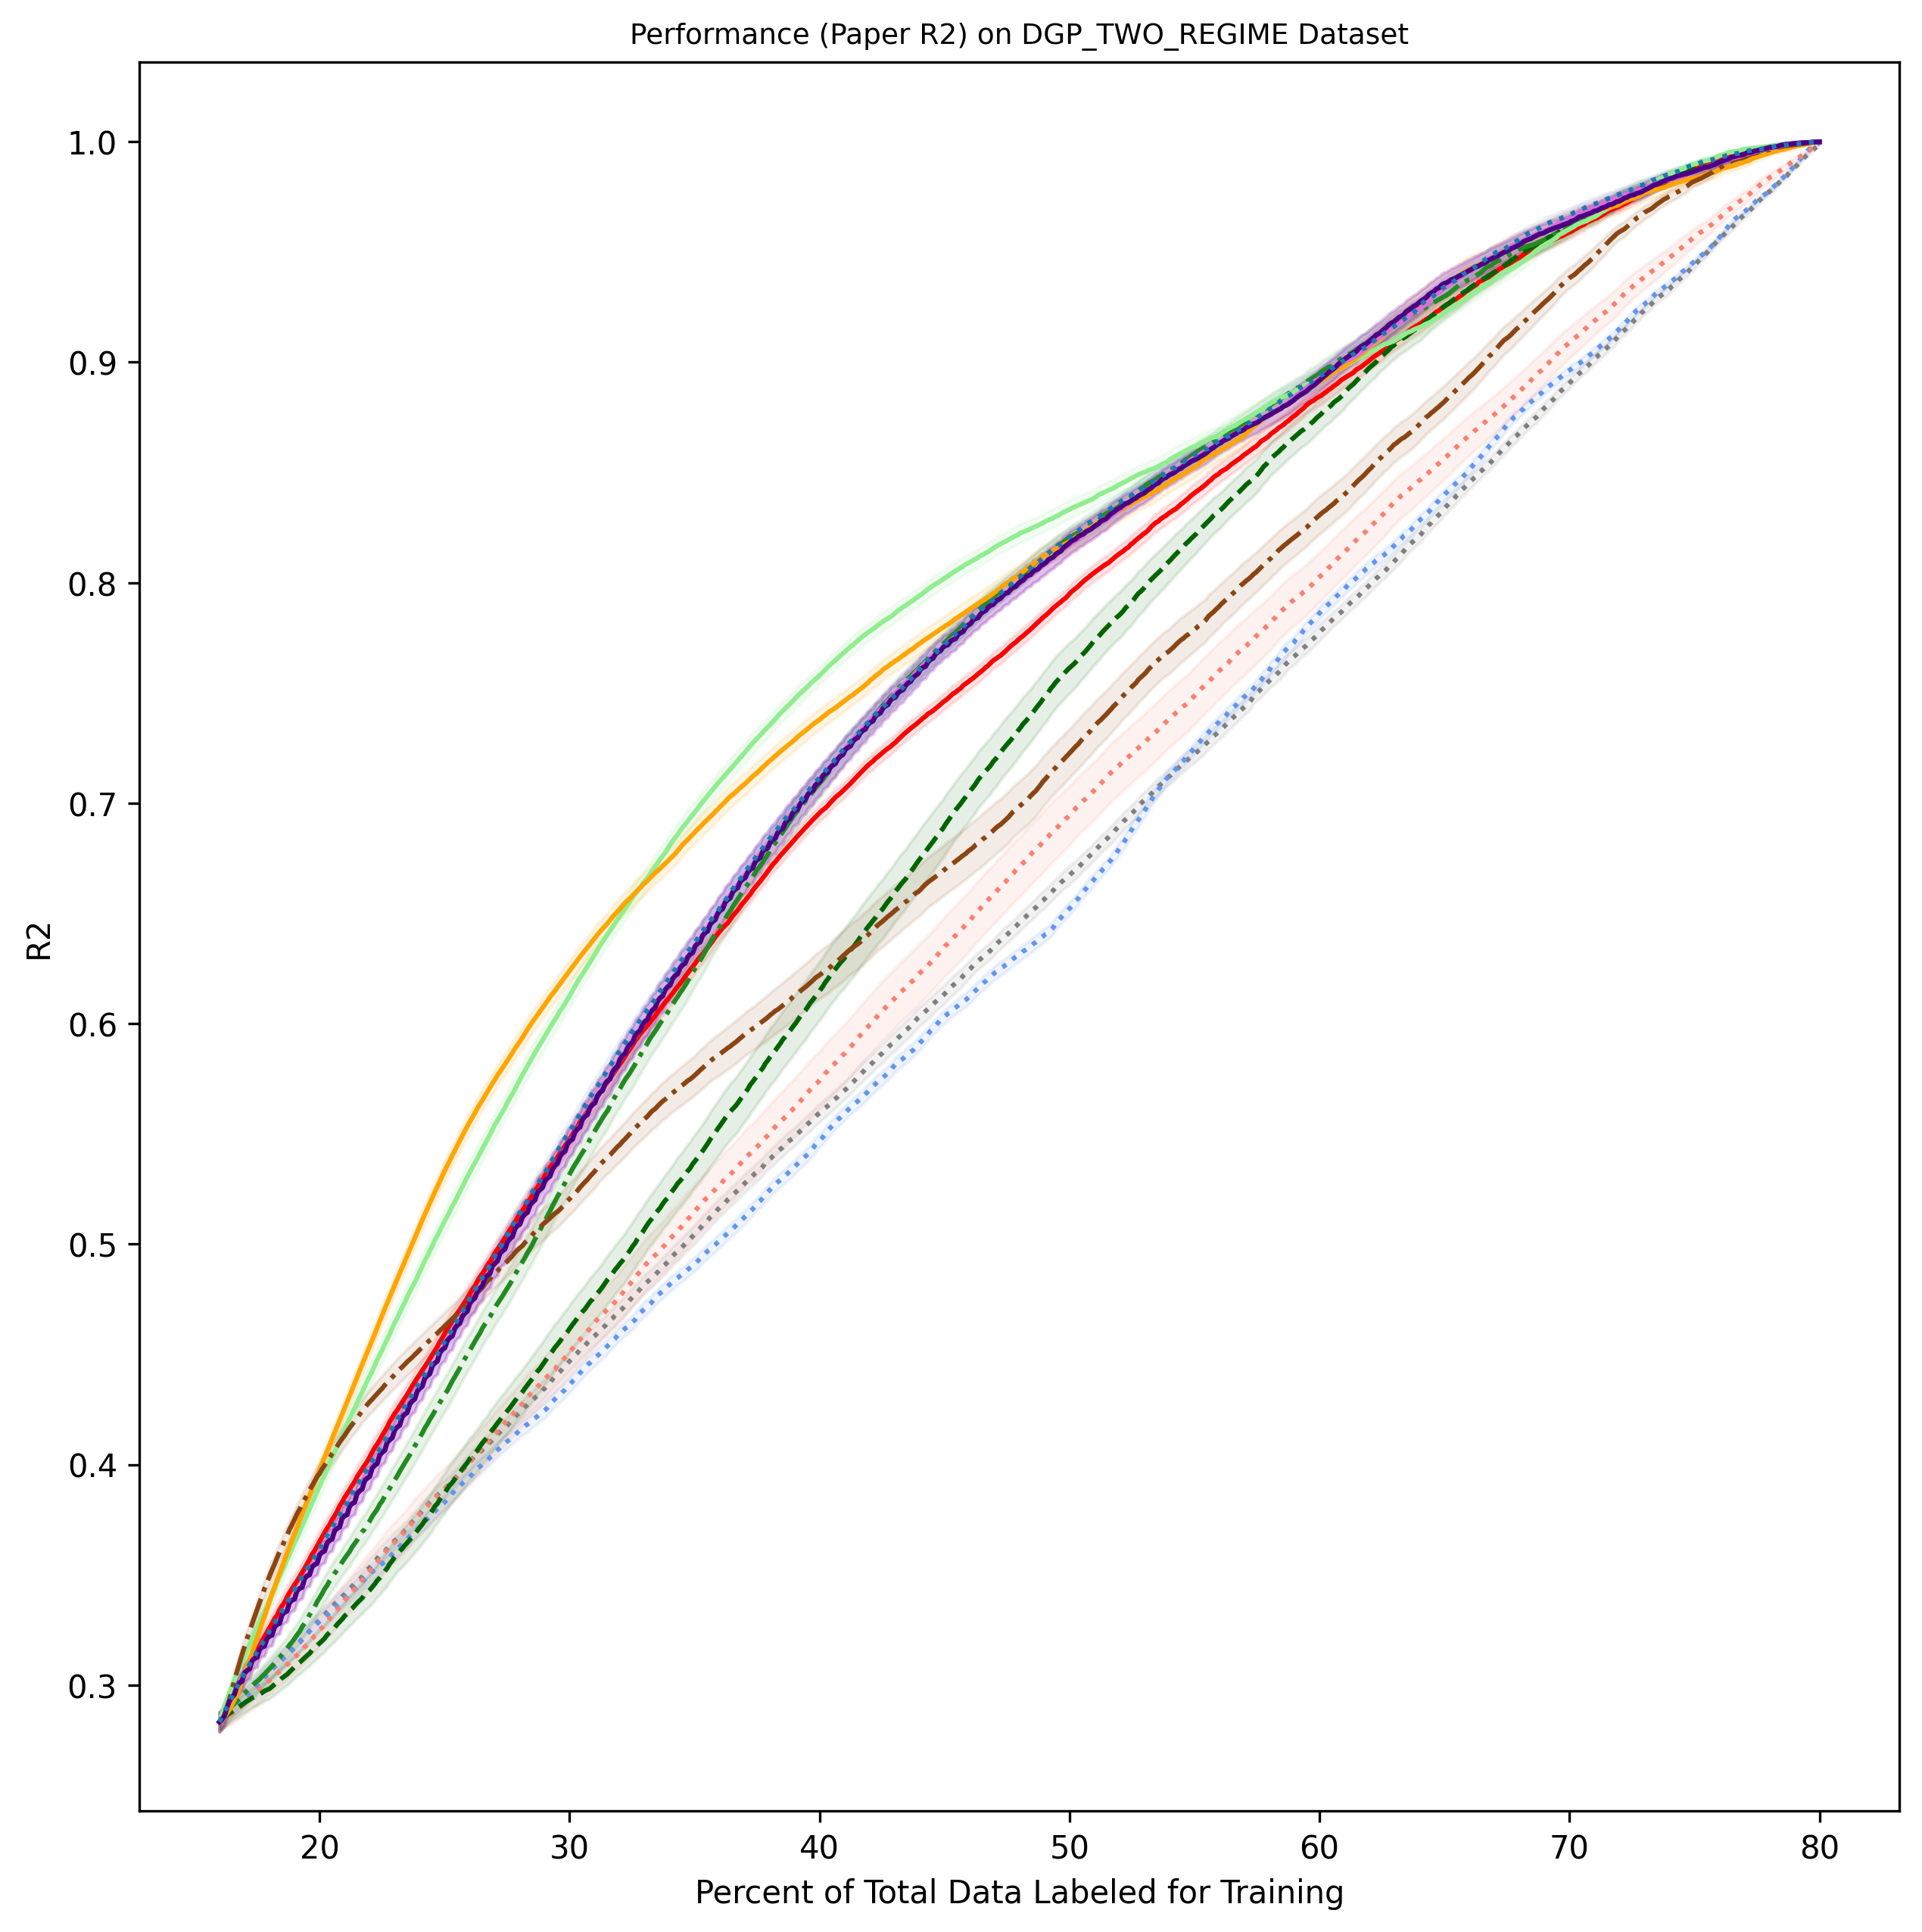 Performance (Paper R2) on DGP_TWO_REGIME Dataset
1.0
0.9
0.8
0.7
0.6
0.5
0.4
0.3
R2
20 30 40 50 60 70 80
Percent of Total Data Labeled for Training